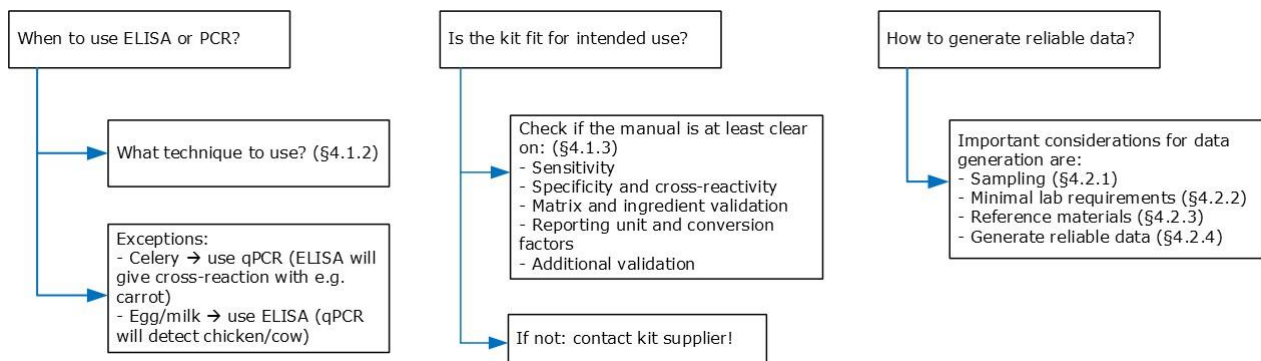 When to use ELISA or PCR?
What technique to use? (§4.1.2)
Exceptions:
- Celery → use qPCR (ELISA will
give cross-reaction with e.g.
carrot)
- Egg/milk → use ELISA (qPCR
will detect chicken/cow)
Is the kit fit for intended use?
Check if the manual is at least clear
on: (§4.1.3)
- Sensitivity
- Specificity and cross-reactivity
- Matrix and ingredient validation
- Reporting unit and conversion
factors
- Additional validation
If not: contact kit supplier!
How to generate reliable data?
Important considerations for data
generation are:
- Sampling (§4.2.1)
- Minimal lab requirements (§4.2.2)
- Reference materials (§4.2.3)
- Generate reliable data (§4.2.4)